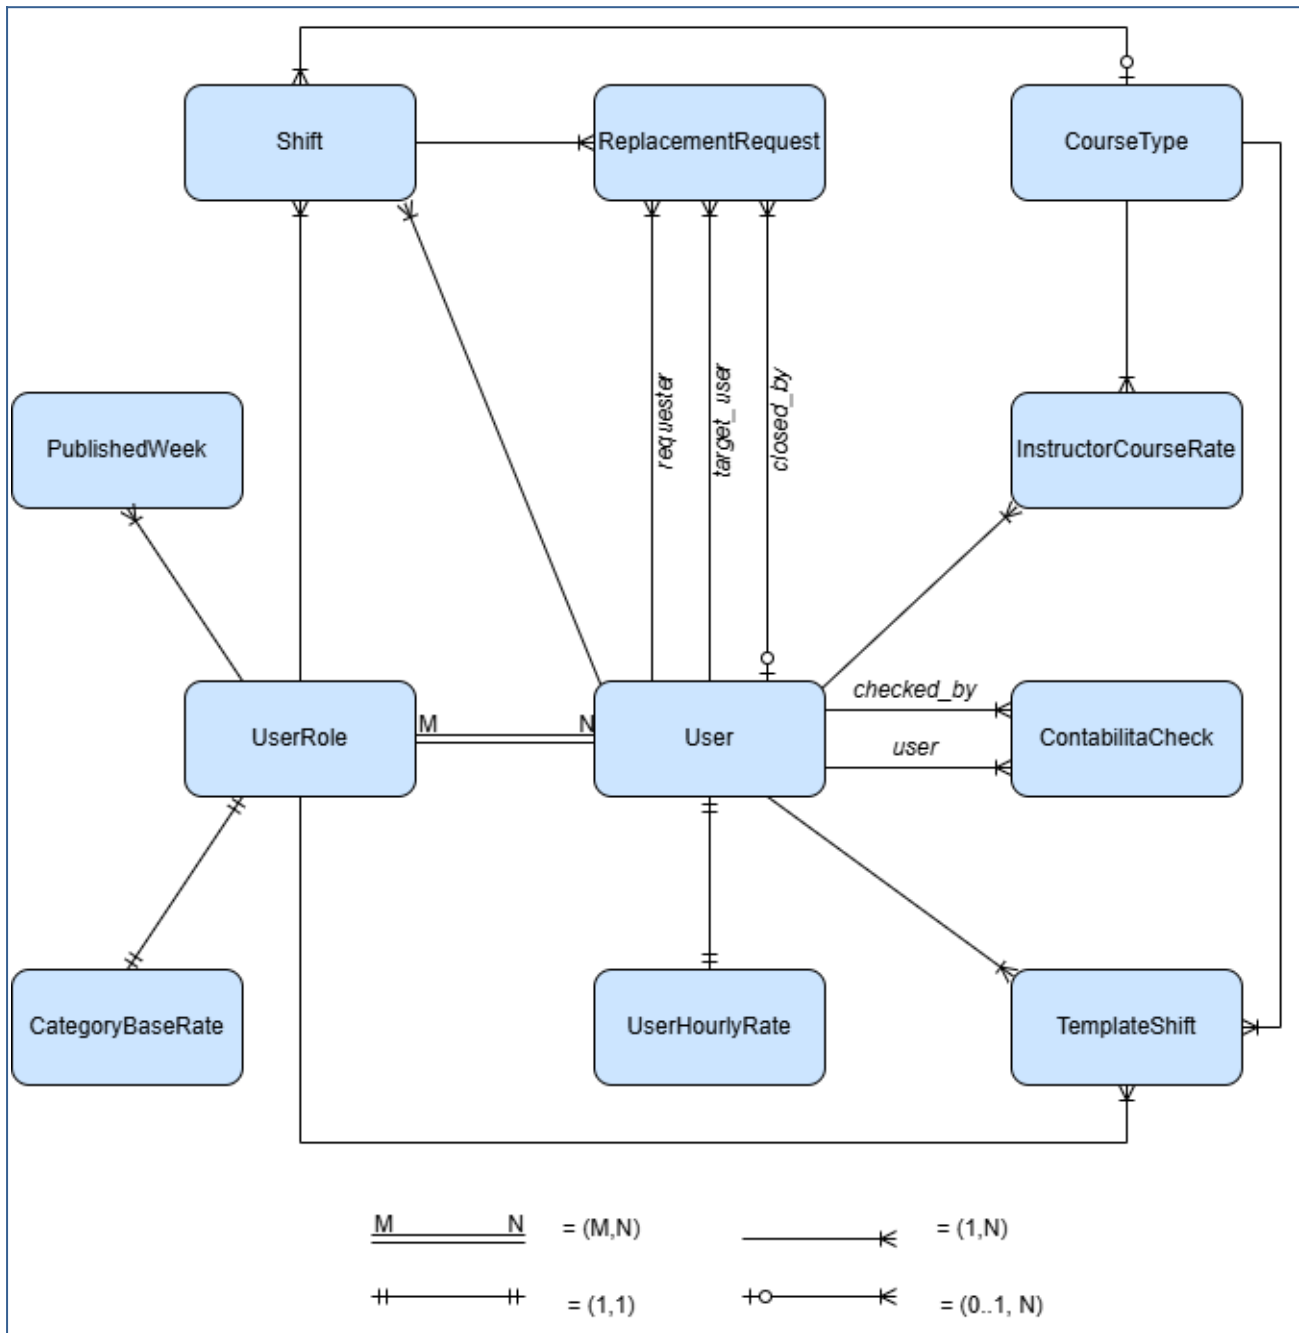 Shift
ReplacementRequest
CourseType
requester
target_user
closed_by
PublishedWeek
InstructorCourseRate
checked_by
M
N
UserRole
User
user
ContabilitaCheck
CategoryBaseRate
UserHourlyRate
TemplateShift
M
N
= (M,N)
= (1,N)
= (1,1)
= (0..1, N)